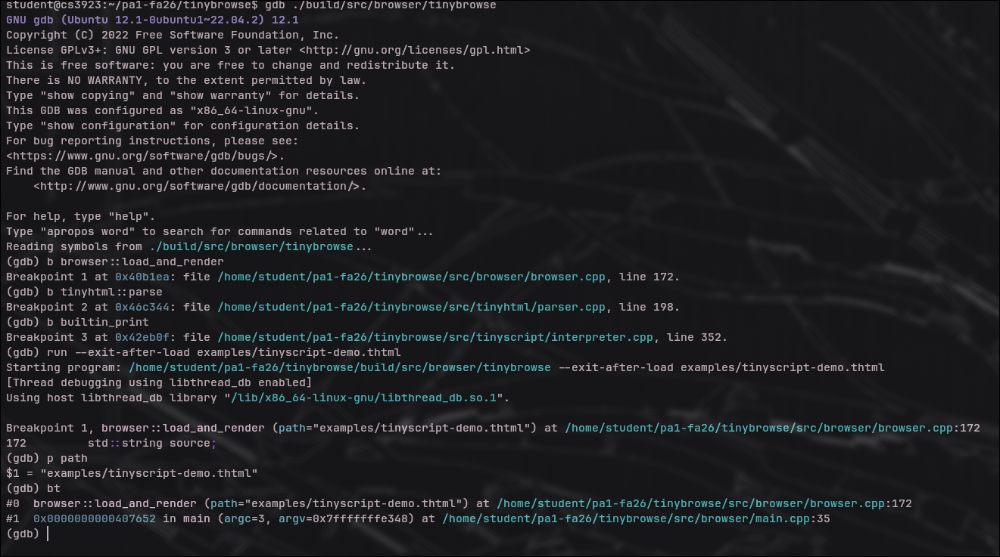 student@cs3923:~/pa1-fa26/tinybrowse$ gdb ./build/src/browser/tinybrowse
GNU gdb (Ubuntu 12.1-0ubuntu1~22.04.2) 12.1
Copyright (C) 2022 Free Software Foundation, Inc.
License GPLv3+: GNU GPL version 3 or later <http://gnu.org/licenses/gpl.html>
This is free software: you are free to change and redistribute it.
There is NO WARRANTY, to the extent permitted by law.
Type "show copying" and "show warranty" for details.
This GDB was configured as "x86_64-linux-gnu".
Type "show configuration" for configuration details.
For bug reporting instructions, please see:
<https://www.gnu.org/software/gdb/bugs/>.
Find the GDB manual and other documentation resources online at:
    <http://www.gnu.org/software/gdb/documentation/>.

For help, type "help".
Type "apropos word" to search for commands related to "word"...
Reading symbols from ./build/src/browser/tinybrowse...
(gdb) b browser::load_and_render
Breakpoint 1 at 0x40b1ea: file /home/student/pa1-fa26/tinybrowse/src/browser/browser.cpp, line 172.
(gdb) b tinyhtml::parse
Breakpoint 2 at 0x46c344: file /home/student/pa1-fa26/tinybrowse/src/tinyhtml/parser.cpp, line 198.
(gdb) b builtin_print
Breakpoint 3 at 0x42eb0f: file /home/student/pa1-fa26/tinybrowse/src/tinyscript/interpreter.cpp, line 352.
(gdb) run --exit-after-load examples/tinyscript-demo.thtml
Starting program: /home/student/pa1-fa26/tinybrowse/build/src/browser/tinybrowse --exit-after-load examples/tinyscript-demo.thtml
[Thread debugging using libthread_db enabled]
Using host libthread_db library "/lib/x86_64-linux-gnu/libthread_db.so.1".

Breakpoint 1, browser::load_and_render (path="examples/tinyscript-demo.thtml") at /home/student/pa1-fa26/tinybrowse/src/browser/browser.cpp:172
172         std::string source;
(gdb) p path
$1 = "examples/tinyscript-demo.thtml"
(gdb) bt
#0  browser::load_and_render (path="examples/tinyscript-demo.thtml") at /home/student/pa1-fa26/tinybrowse/src/browser/browser.cpp:172
#1  0x0000000000407652 in main (argc=3, argv=0x7fffffffe348) at /home/student/pa1-fa26/tinybrowse/src/browser/main.cpp:35
(gdb)